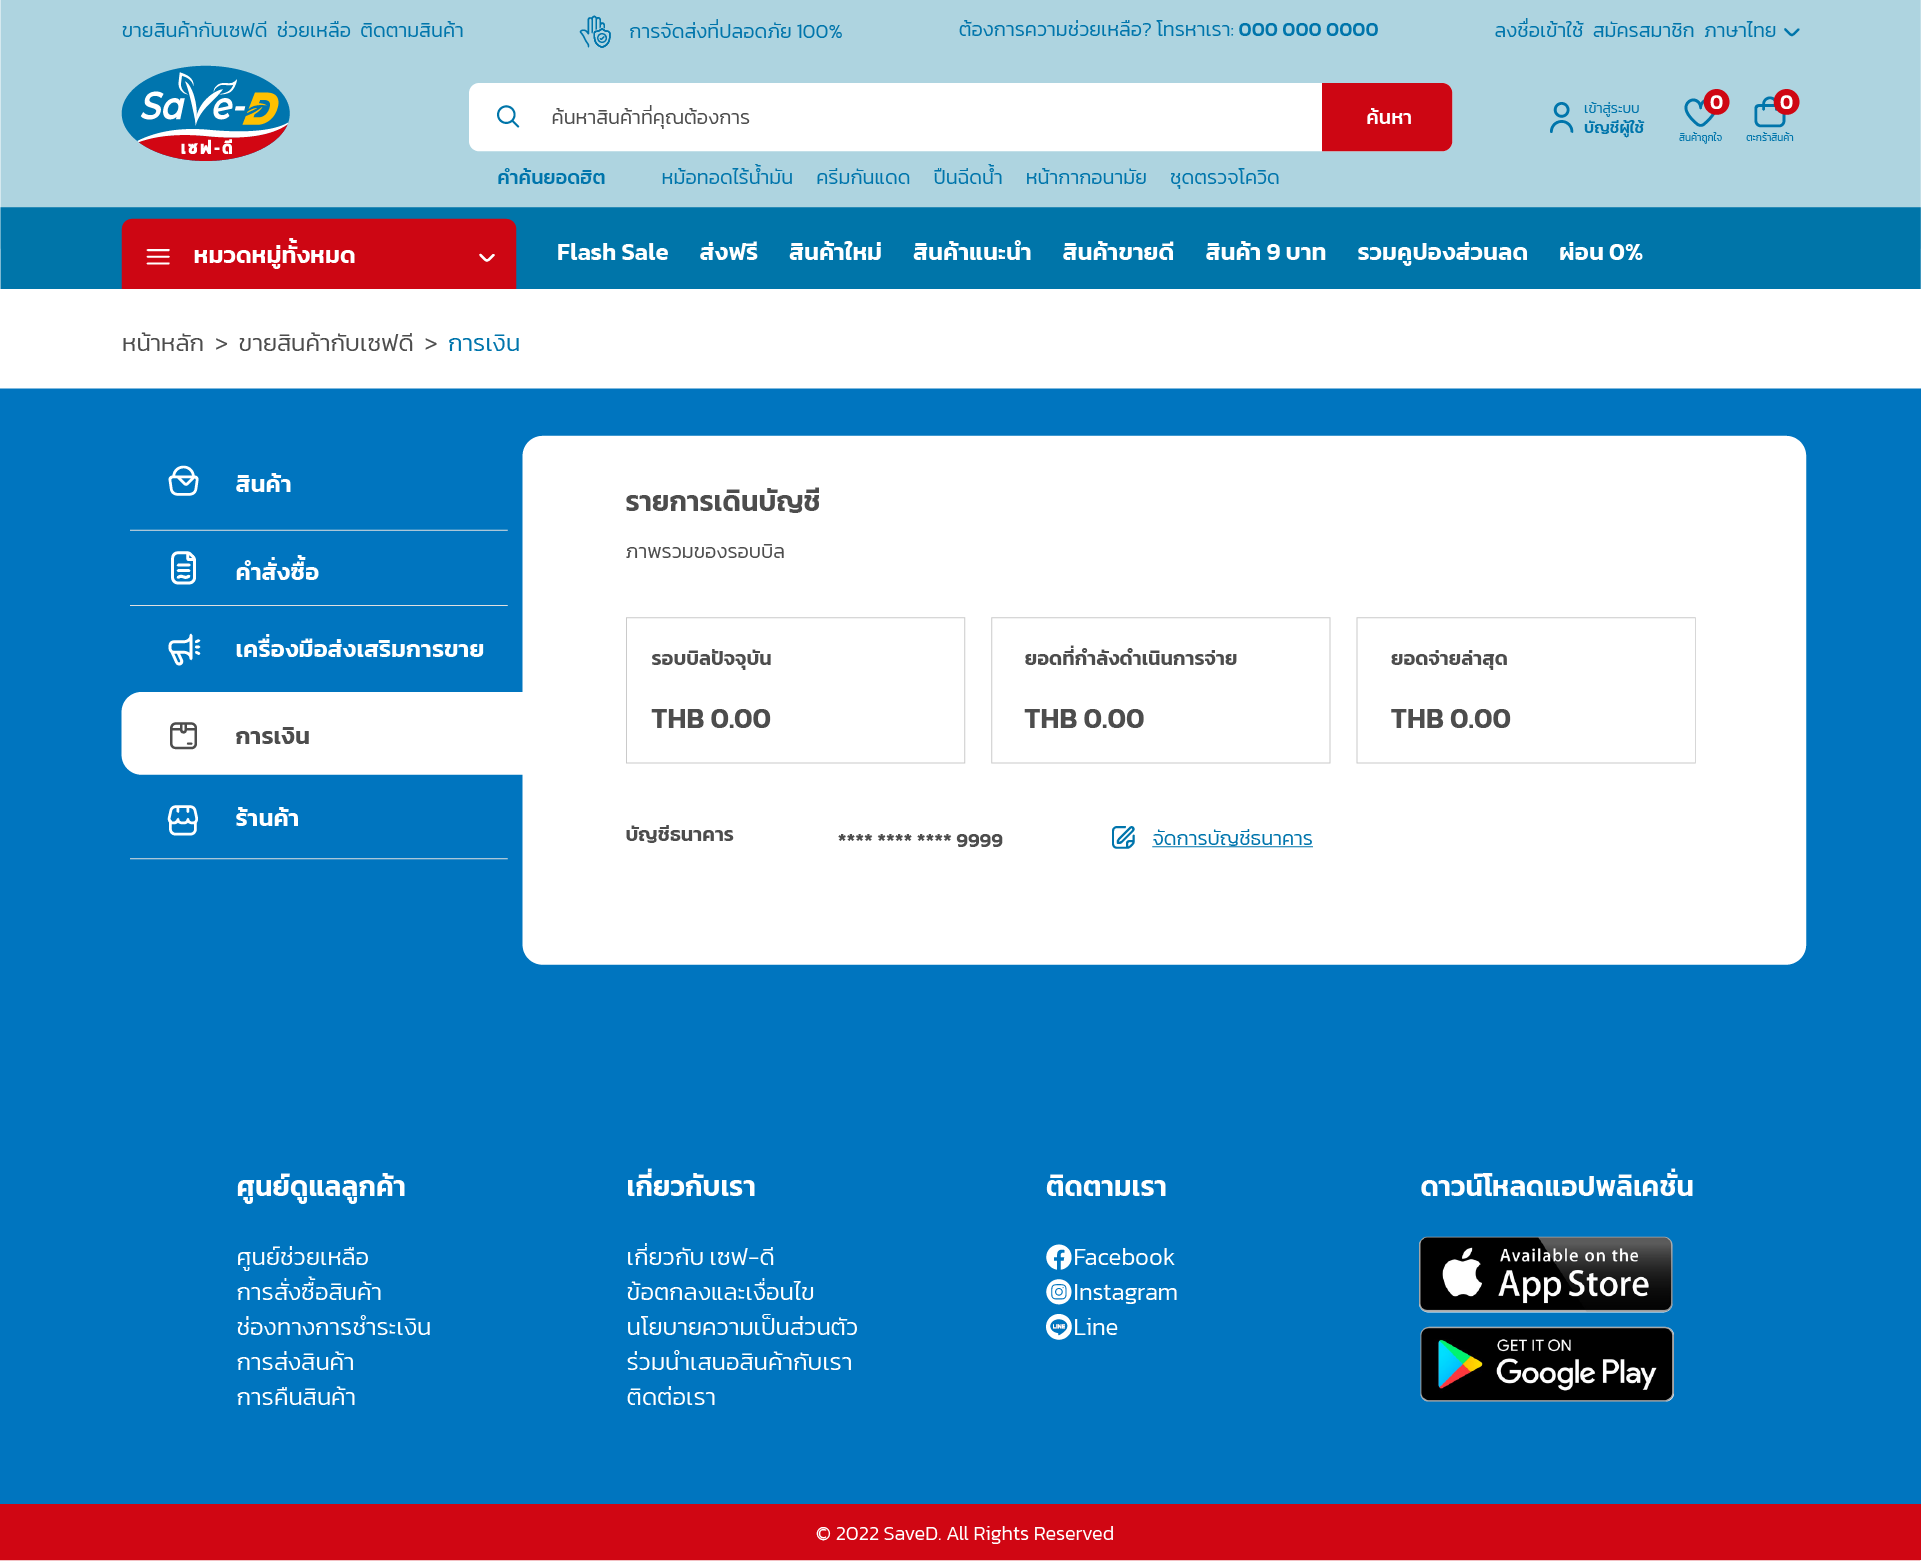 ขายสินค้ากับเซฟดี ช่วยเหลือ ติดตามสินค้า
การจัดส่งที่ปลอดภัย 100%
ต้องการความช่วยเหลือ? โทรหาเรา: 000 000 0000
ลงชื่อเข้าใช้ สมัครสมาชิก ภาษาไทย
SaVe-D
เซฟ-ดี
ค้นหาสินค้าที่คุณต้องการ
ค้นหา
เข้าสู่ระบบ
บัญชีผู้ใช้
0
สินค้าถูกใจ
0
ตะกร้าสินค้า
คำค้นยอดฮิต หม้อทอดไร้น้ำมัน ครีมกันแดด ปืนฉีดน้ำ หน้ากากอนามัย ชุดตรวจโควิด
หมวดหมู่ทั้งหมด
Flash Sale ส่งฟรี สินค้าใหม่ สินค้าแนะนำ สินค้าขายดี สินค้า 9 บาท รวมคูปองส่วนลด ผ่อน 0%
หน้าหลัก > ขายสินค้ากับเซฟดี > การเงิน
สินค้า
คำสั่งซื้อ
เครื่องมือส่งเสริมการขาย
การเงิน
ร้านค้า
รายการเดินบัญชี
ภาพรวมของรอบบิล
รอบบิลปัจจุบัน
THB 0.00
ยอดที่กำลังดำเนินการจ่าย
THB 0.00
ยอดจ่ายล่าสุด
THB 0.00
บัญชีธนาคาร
**** **** **** 9999
จัดการบัญชีธนาคาร
ศูนย์ดูแลลูกค้า
ศูนย์ช่วยเหลือ
การสั่งซื้อสินค้า
ช่องทางการชำระเงิน
การส่งสินค้า
การคืนสินค้า
เกี่ยวกับเรา
เกี่ยวกับ เซฟ-ดี
ข้อตกลงและเงื่อนไข
นโยบายความเป็นส่วนตัว
ร่วมนำเสนอสินค้ากับเรา
ติดต่อเรา
ติดตามเรา
Facebook
Instagram
LINE
Line
ดาวน์โหลดแอปพลิเคชั่น
Available on the
App Store
GET IT ON
Google Play
© 2022 SaveD. All Rights Reserved